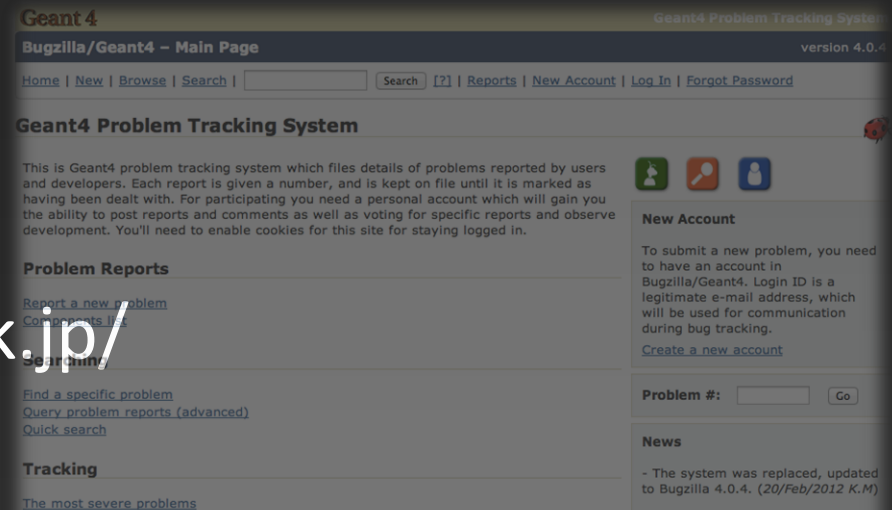 Geant 4
Geant4 Problem Tracking System
Bugzilla/Geant4 – Main Page
version 4.0.4
Home | New | Browse | Search | Search [?] | Reports | New Account | Log In | Forgot Password
Geant4 Problem Tracking System
This is Geant4 problem tracking system which files details of problems reported by users
and developers. Each report is given a number, and is kept on file until it is marked as
having been dealt with. For participating you need a personal account which will gain you
the ability to post reports and comments as well as voting for specific reports and observe
development. You'll need to enable cookies for this site for staying logged in.
Problem Reports
Report a new problem
Components list
k.jp/
Searching
Find a specific problem
Query problem reports (advanced)
Quick search
Tracking
The most severe problems
New Account
To submit a new problem, you need
to have an account in
Bugzilla/Geant4. Login ID is a
legitimate e-mail address, which
will be used for communication
during bug tracking.
Create a new account
Problem #: Go
News
- The system was replaced, updated
to Bugzilla 4.0.4. (20/Feb/2012 K.M)